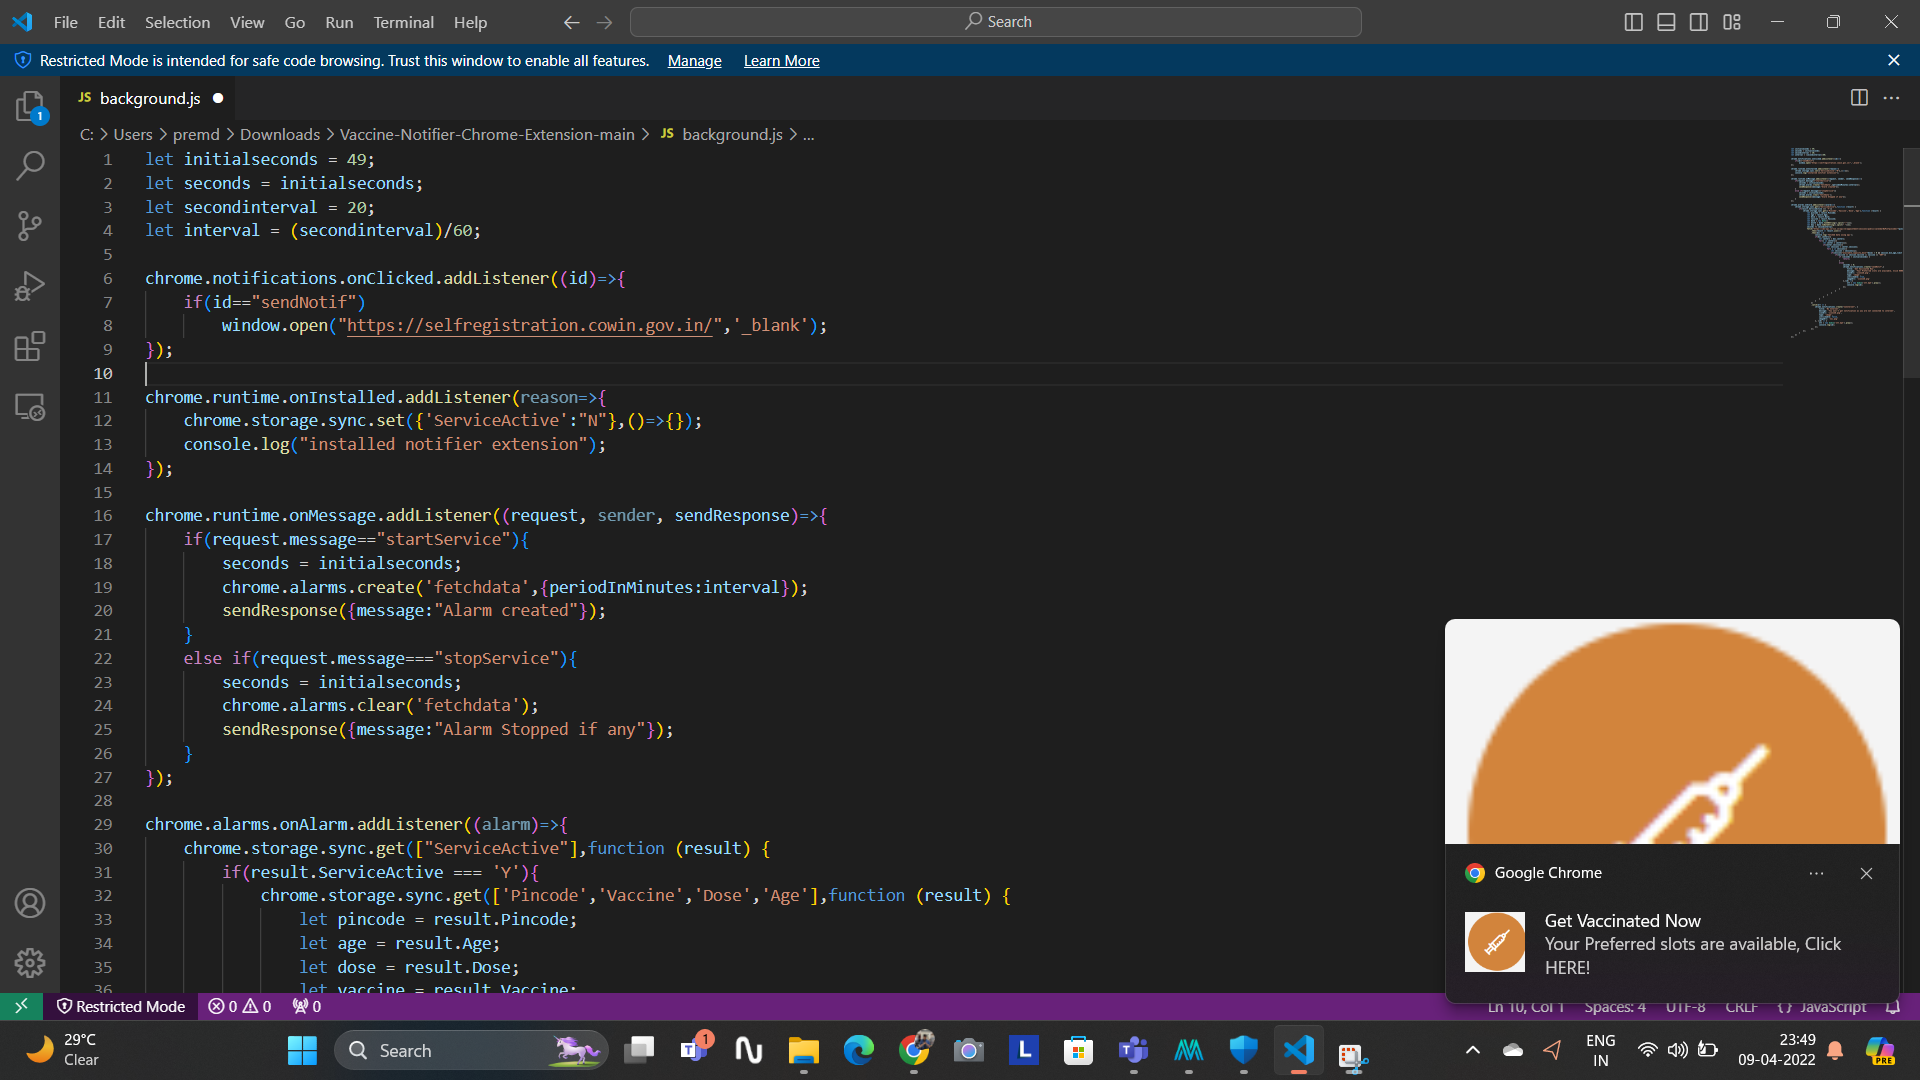 File Edit Selection View Go Run Terminal Help Search
Restricted Mode is intended for safe code browsing. Trust this window to enable all features. Manage Learn More
JS background.js
C: > Users > premd > Downloads > Vaccine-Notifier-Chrome-Extension-main > JS background.js > ...
1 let initialseconds = 49;
2 let seconds = initialseconds;
3 let secondinterval = 20;
4 let interval = (secondinterval)/60;
5
6 chrome.notifications.onClicked.addListener((id)=>{
7 if(id=="sendNotif")
8 window.open("https://selfregistration.cowin.gov.in/",'_blank');
9 });
10
11 chrome.runtime.onInstalled.addListener(reason=>{
12 chrome.storage.sync.set({'ServiceActive':"N"},()=>{});
13 console.log("installed notifier extension");
14 });
15
16 chrome.runtime.onMessage.addListener((request, sender, sendResponse)=>{
17 if(request.message=="startService"){
18 seconds = initialseconds;
19 chrome.alarms.create('fetchdata',{periodInMinutes:interval});
20 sendResponse({message:"Alarm created"});
21 }
22 else if(request.message==="stopService"){
23 seconds = initialseconds;
24 chrome.alarms.clear('fetchdata');
25 sendResponse({message:"Alarm Stopped if any"});
26 }
27 });
28
29 chrome.alarms.onAlarm.addListener((alarm)=>{
30 chrome.storage.sync.get(["ServiceActive"],function (result) {
31 if(result.ServiceActive === 'Y'){
32 chrome.storage.sync.get(['Pincode','Vaccine','Dose','Age'],function (result) {
33 let pincode = result.Pincode;
34 let age = result.Age;
35 let dose = result.Dose;
36 let vaccine = result.Vaccine;
Google Chrome
Get Vaccinated Now
Your Preferred slots are available, Click
HERE!
Restricted Mode 0 0 0 Ln 10, Col 1 Spaces: 4 UTF-8 CRLF {} JavaScript
29°C
Clear
Search
1
ENG
IN
23:49
09-04-2022
PRE